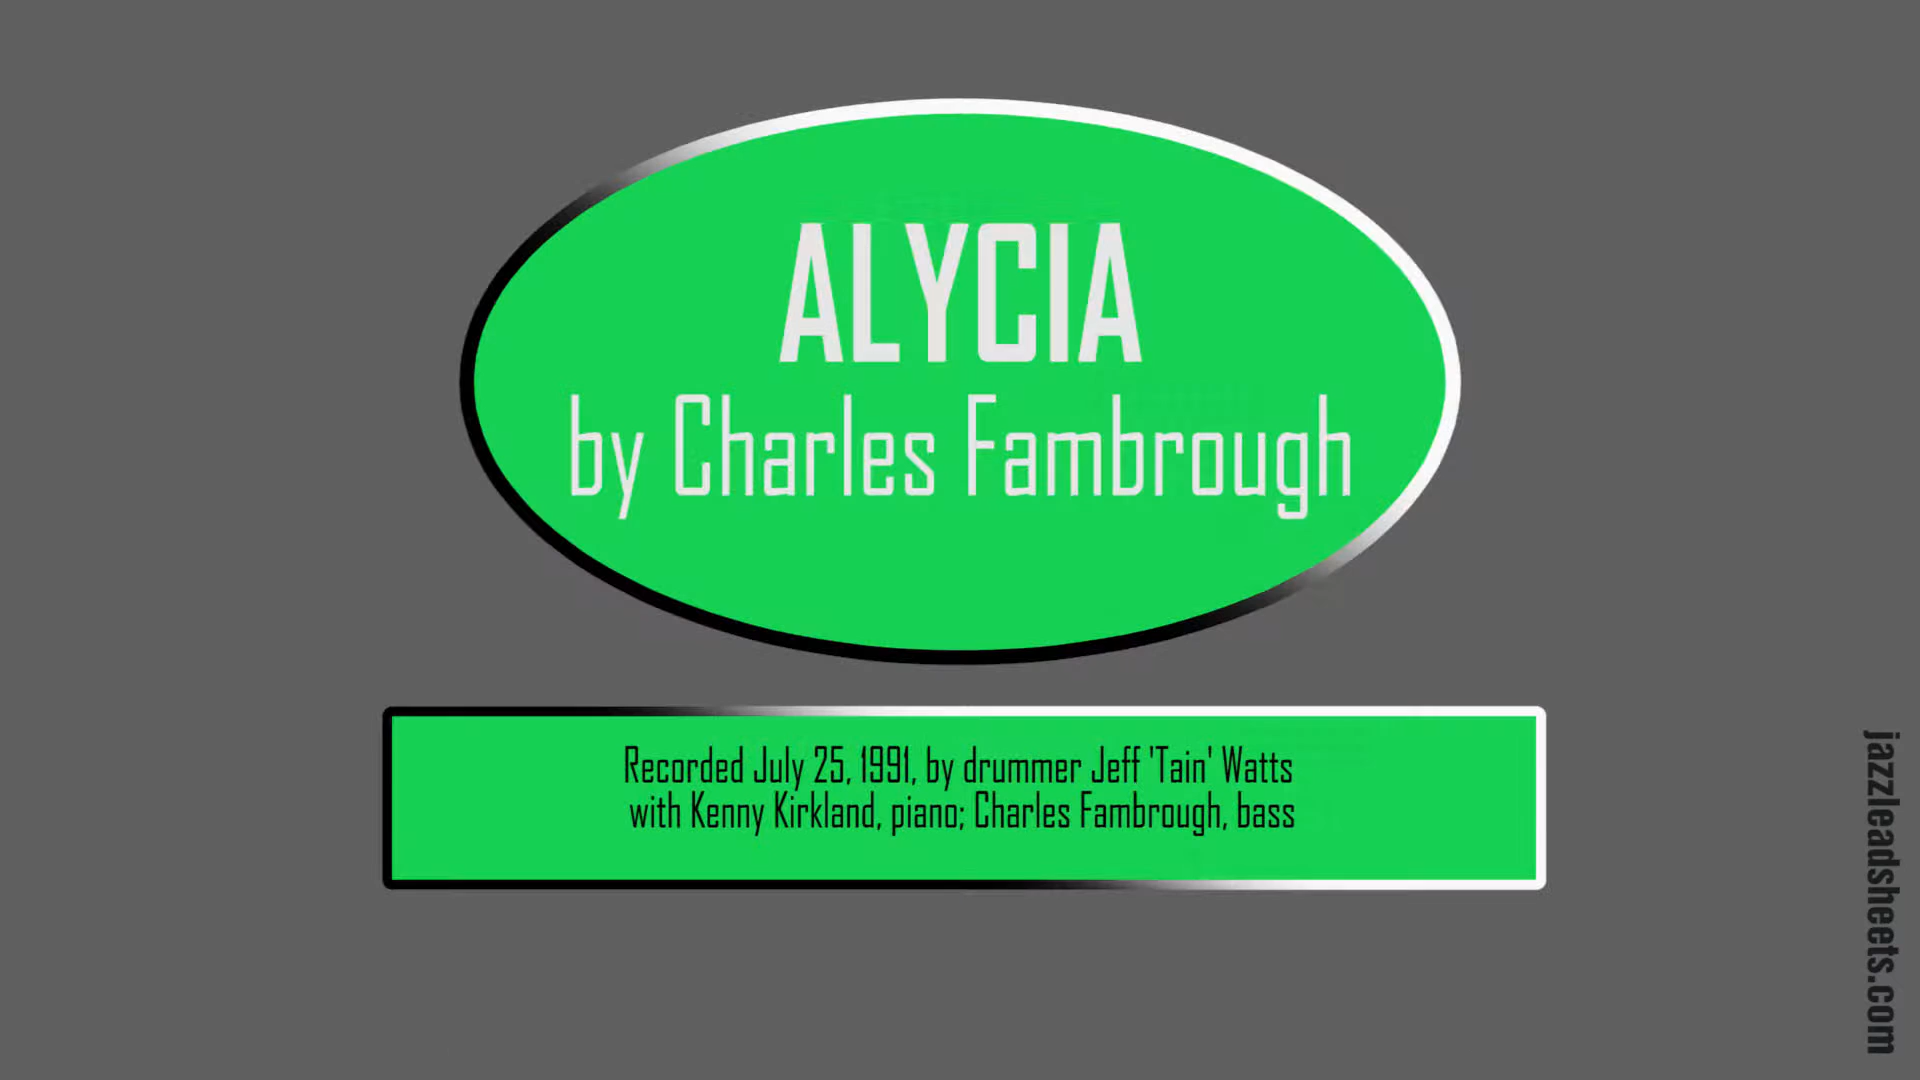 ALYCIA
by Charles Fambrough
Recorded July 25, 1991, by drummer Jeff 'Tain' Watts
with Kenny Kirkland, piano; Charles Fambrough, bass
jazzleadsheets.com